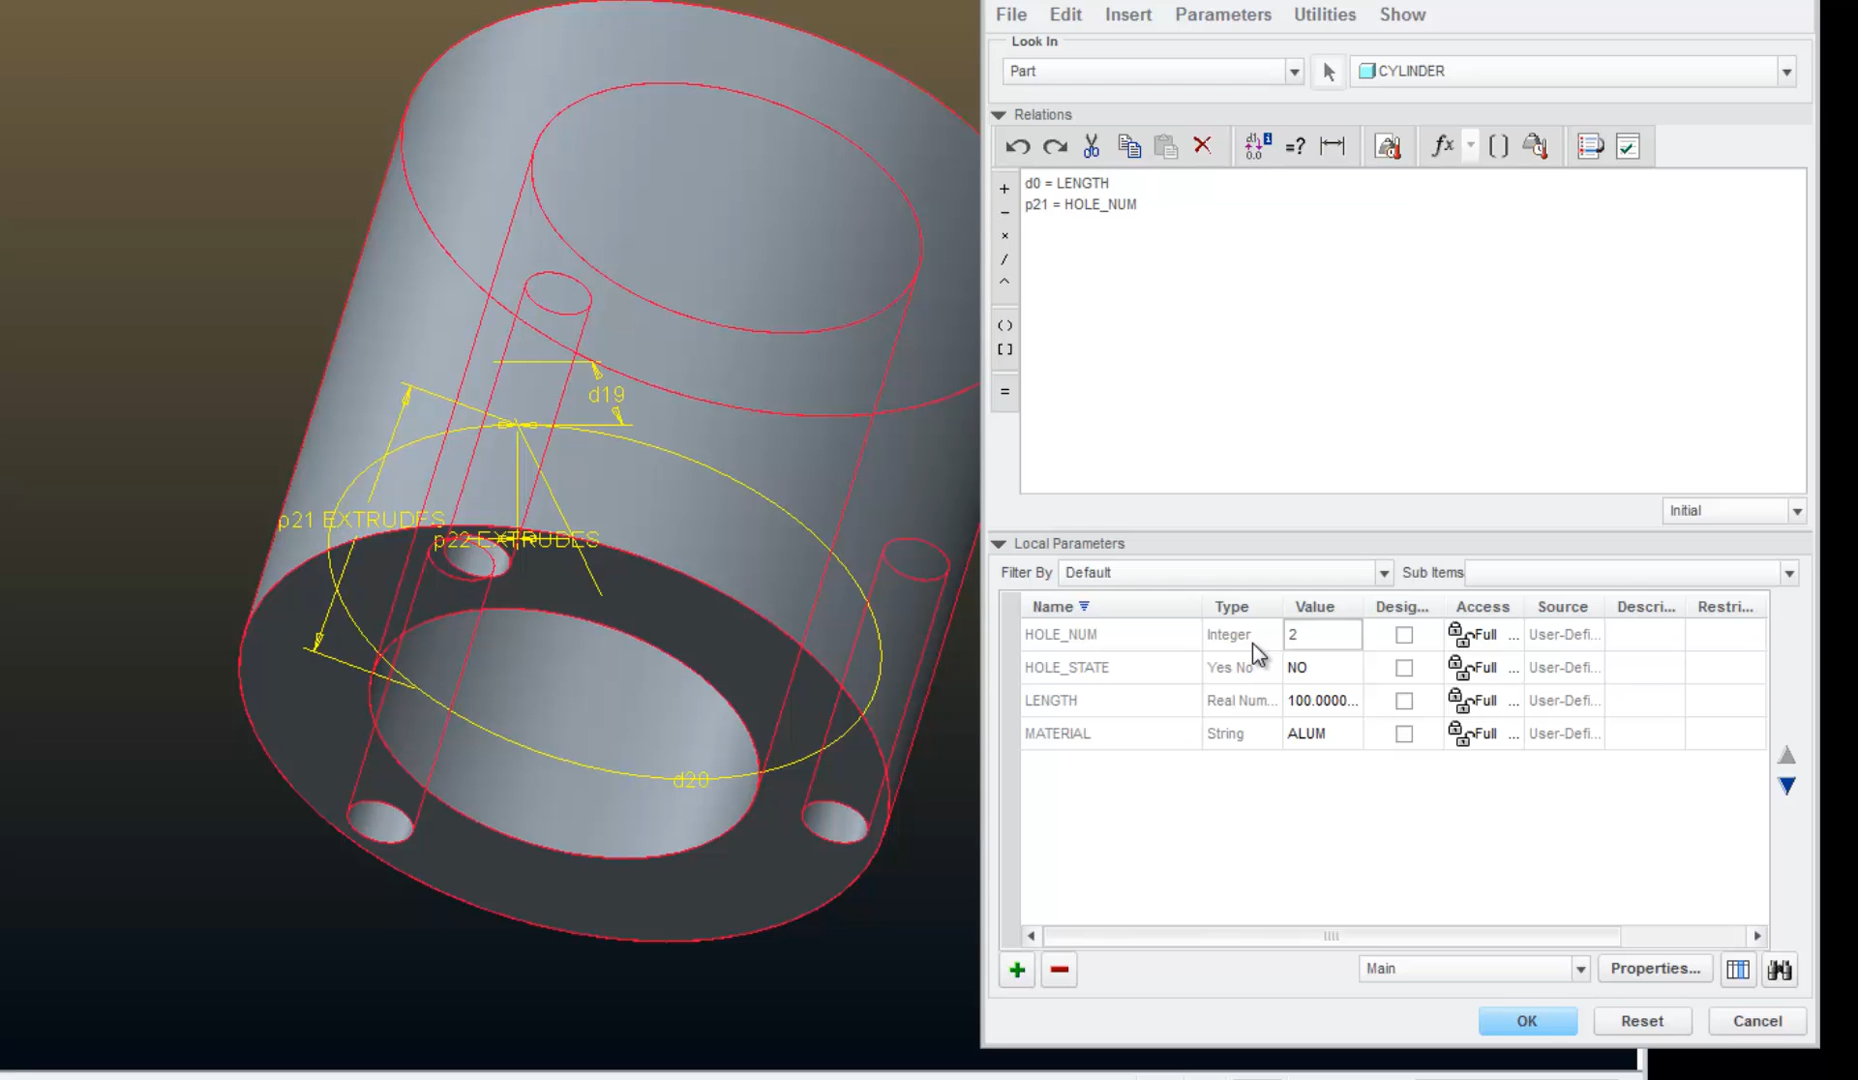 File Edit Insert Parameters Utilities Show
Look In
Part CYLINDER
Relations
d0 = LENGTH
p21 = HOLE_NUM
+
−
×
/
^
()
[]
=
Initial
Local Parameters
Filter By Default Sub Items
Name Type Value Desig... Access Source Descri... Restri...
HOLE_NUM Integer 2 Full ... User-Defi...
HOLE_STATE Yes No NO Full ... User-Defi...
LENGTH Real Num... 100.0000... Full ... User-Defi...
MATERIAL String ALUM Full ... User-Defi...
Main Properties...
OK Reset Cancel
d19
p21 EXTRUDES
p22 EXTRUDES
d20